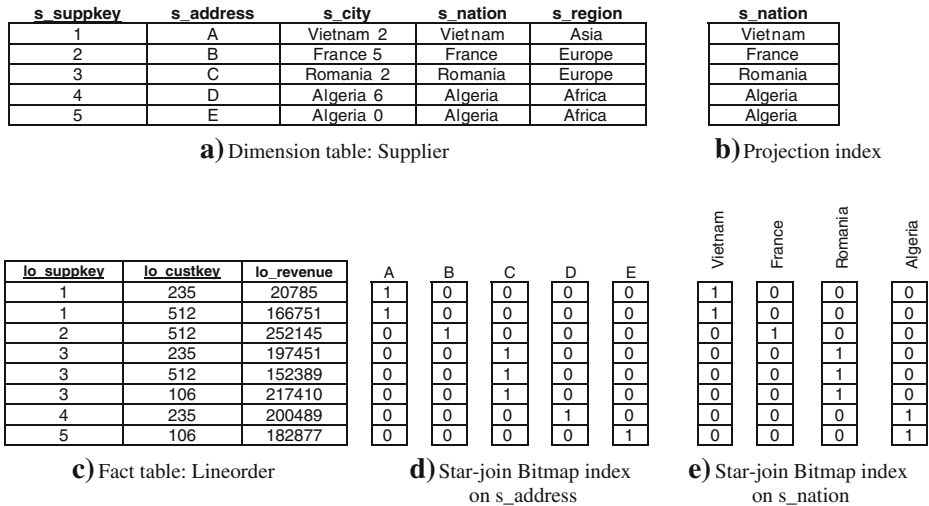 s_suppkey s_address s_city s_nation s_region
1 A Vietnam 2 Vietnam Asia
2 B France 5 France Europe
3 C Romania 2 Romania Europe
4 D Algeria 6 Algeria Africa
5 E Algeria 0 Algeria Africa
a) Dimension table: Supplier
s_nation
Vietnam
France
Romania
Algeria
Algeria
b) Projection index
lo_suppkey lo_custkey lo_revenue
1 235 20785
1 512 166751
2 512 252145
3 235 197451
3 512 152389
3 106 217410
4 235 200489
5 106 182877
c) Fact table: Lineorder
A B C D E
1 0 0 0 0
1 0 0 0 0
0 1 0 0 0
0 0 1 0 0
0 0 1 0 0
0 0 1 0 0
0 0 0 1 0
0 0 0 0 1
d) Star-join Bitmap index
on s_address
Vietnam France Romania Algeria
1 0 0 0
1 0 0 0
0 1 0 0
0 0 1 0
0 0 1 0
0 0 1 0
0 0 0 1
0 0 0 1
e) Star-join Bitmap index
on s_nation